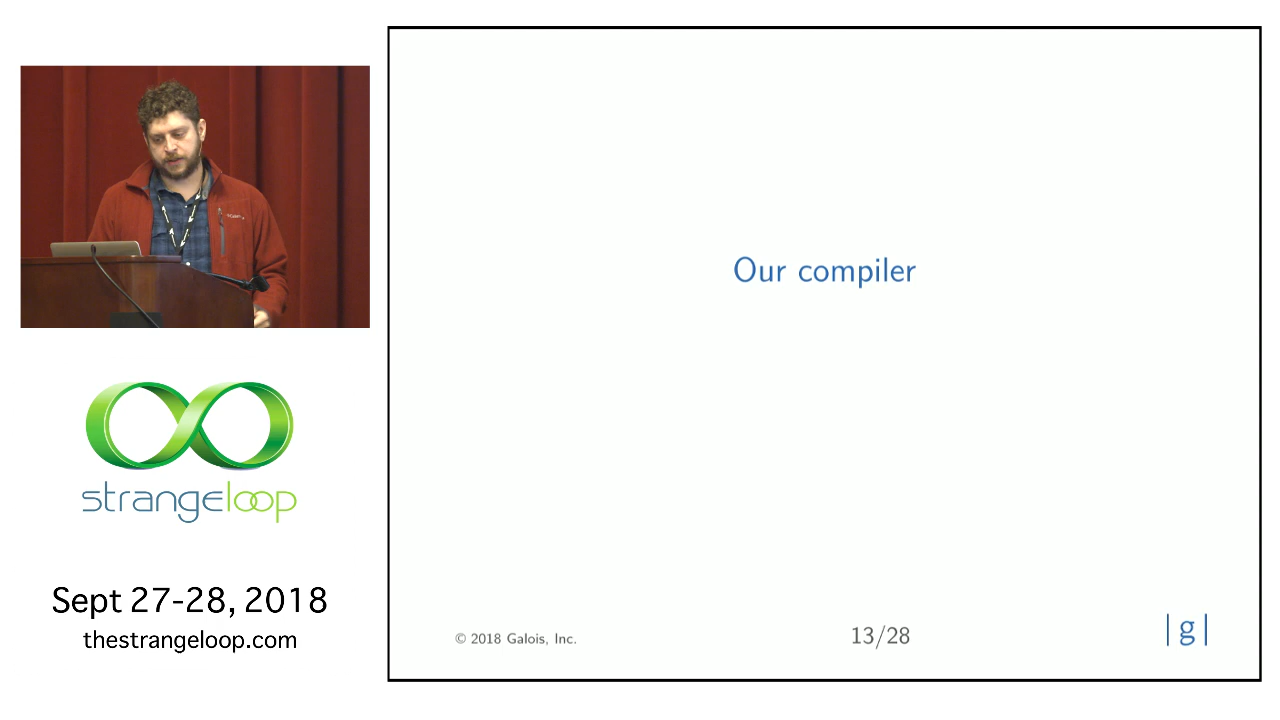 Our compiler
© 2018 Galois, Inc.
13/28
|g|
strangeloop
Sept 27-28, 2018
thestrangeloop.com